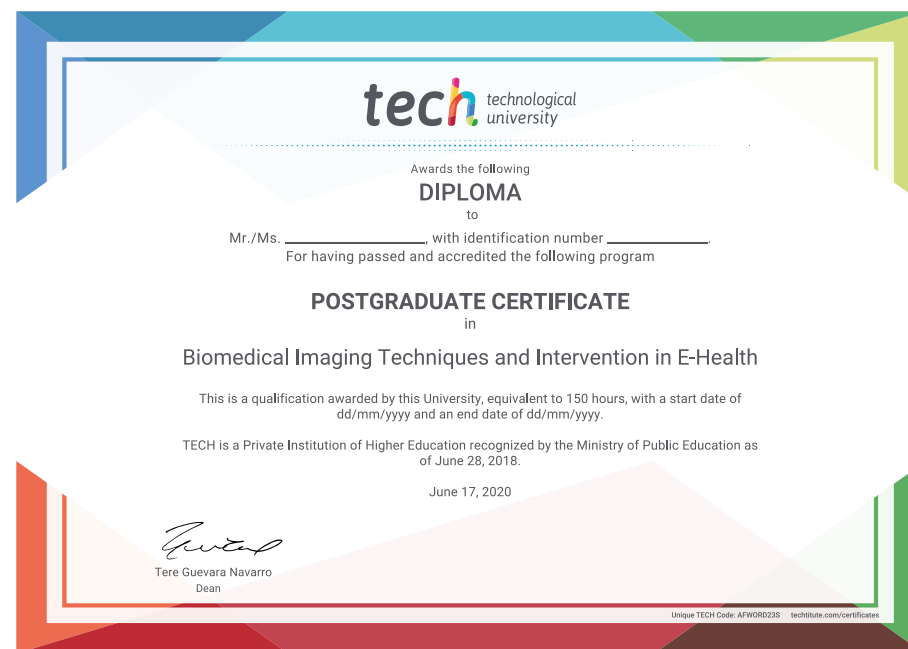 tech technological
university
Awards the following
DIPLOMA
to
Mr./Ms. ____________________, with identification number ______________.
For having passed and accredited the following program
POSTGRADUATE CERTIFICATE
in
Biomedical Imaging Techniques and Intervention in E-Health
This is a qualification awarded by this University, equivalent to 150 hours, with a start date of
dd/mm/yyyy and an end date of dd/mm/yyyy.
TECH is a Private Institution of Higher Education recognized by the Ministry of Public Education as
of June 28, 2018.
June 17, 2020
Tere Guevara Navarro
Dean
Unique TECH Code: AFWORD23S techtitute.com/certificates